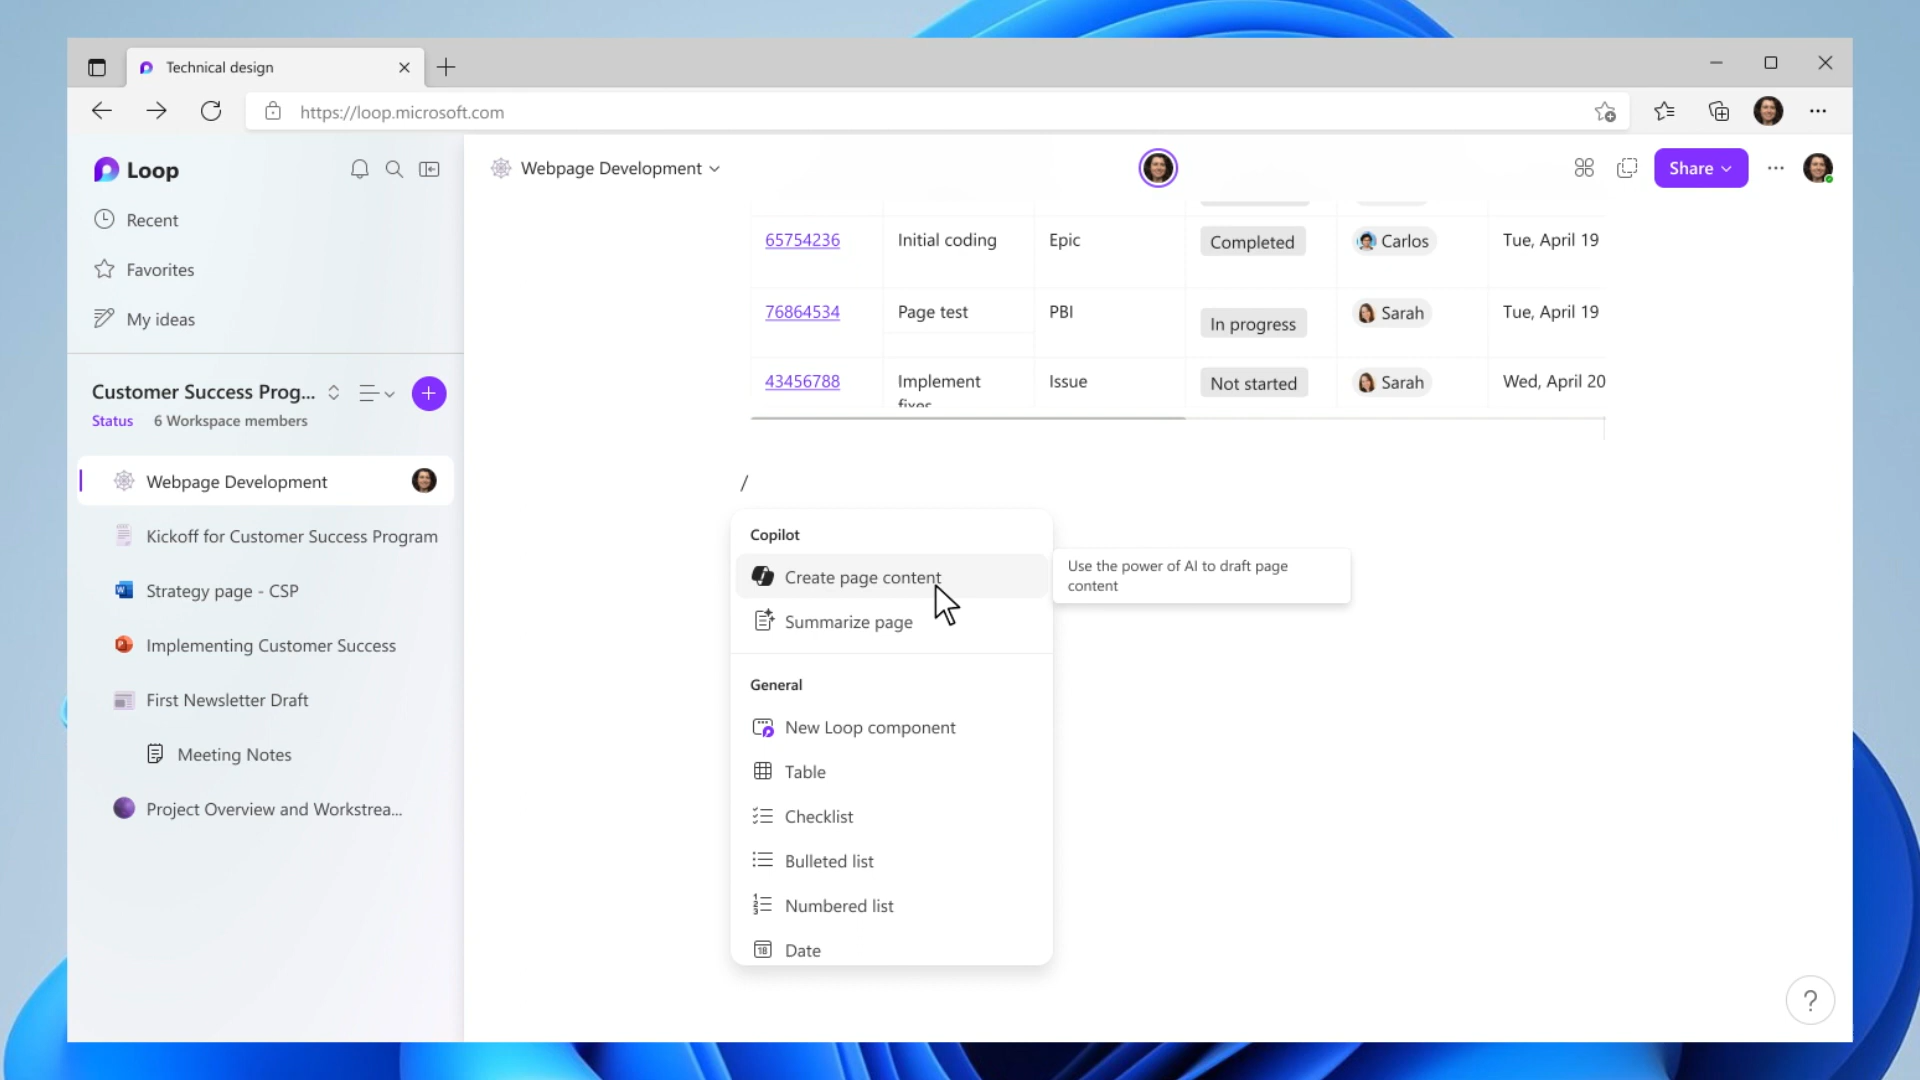 Technical design
https://loop.microsoft.com
Loop
Recent
Favorites
My ideas
Customer Success Prog...
Status 6 Workspace members
Webpage Development
Kickoff for Customer Success Program
Strategy page - CSP
Implementing Customer Success
First Newsletter Draft
Meeting Notes
Project Overview and Workstrea...
Webpage Development
Share
65754236 Initial coding Epic Completed Carlos Tue, April 19
76864534 Page test PBI In progress Sarah Tue, April 19
43456788 Implement Issue Not started Sarah Wed, April 20
fixes
/
Copilot
Create page content
Summarize page
Use the power of AI to draft page
content
General
New Loop component
Table
Checklist
Bulleted list
Numbered list
Date
?